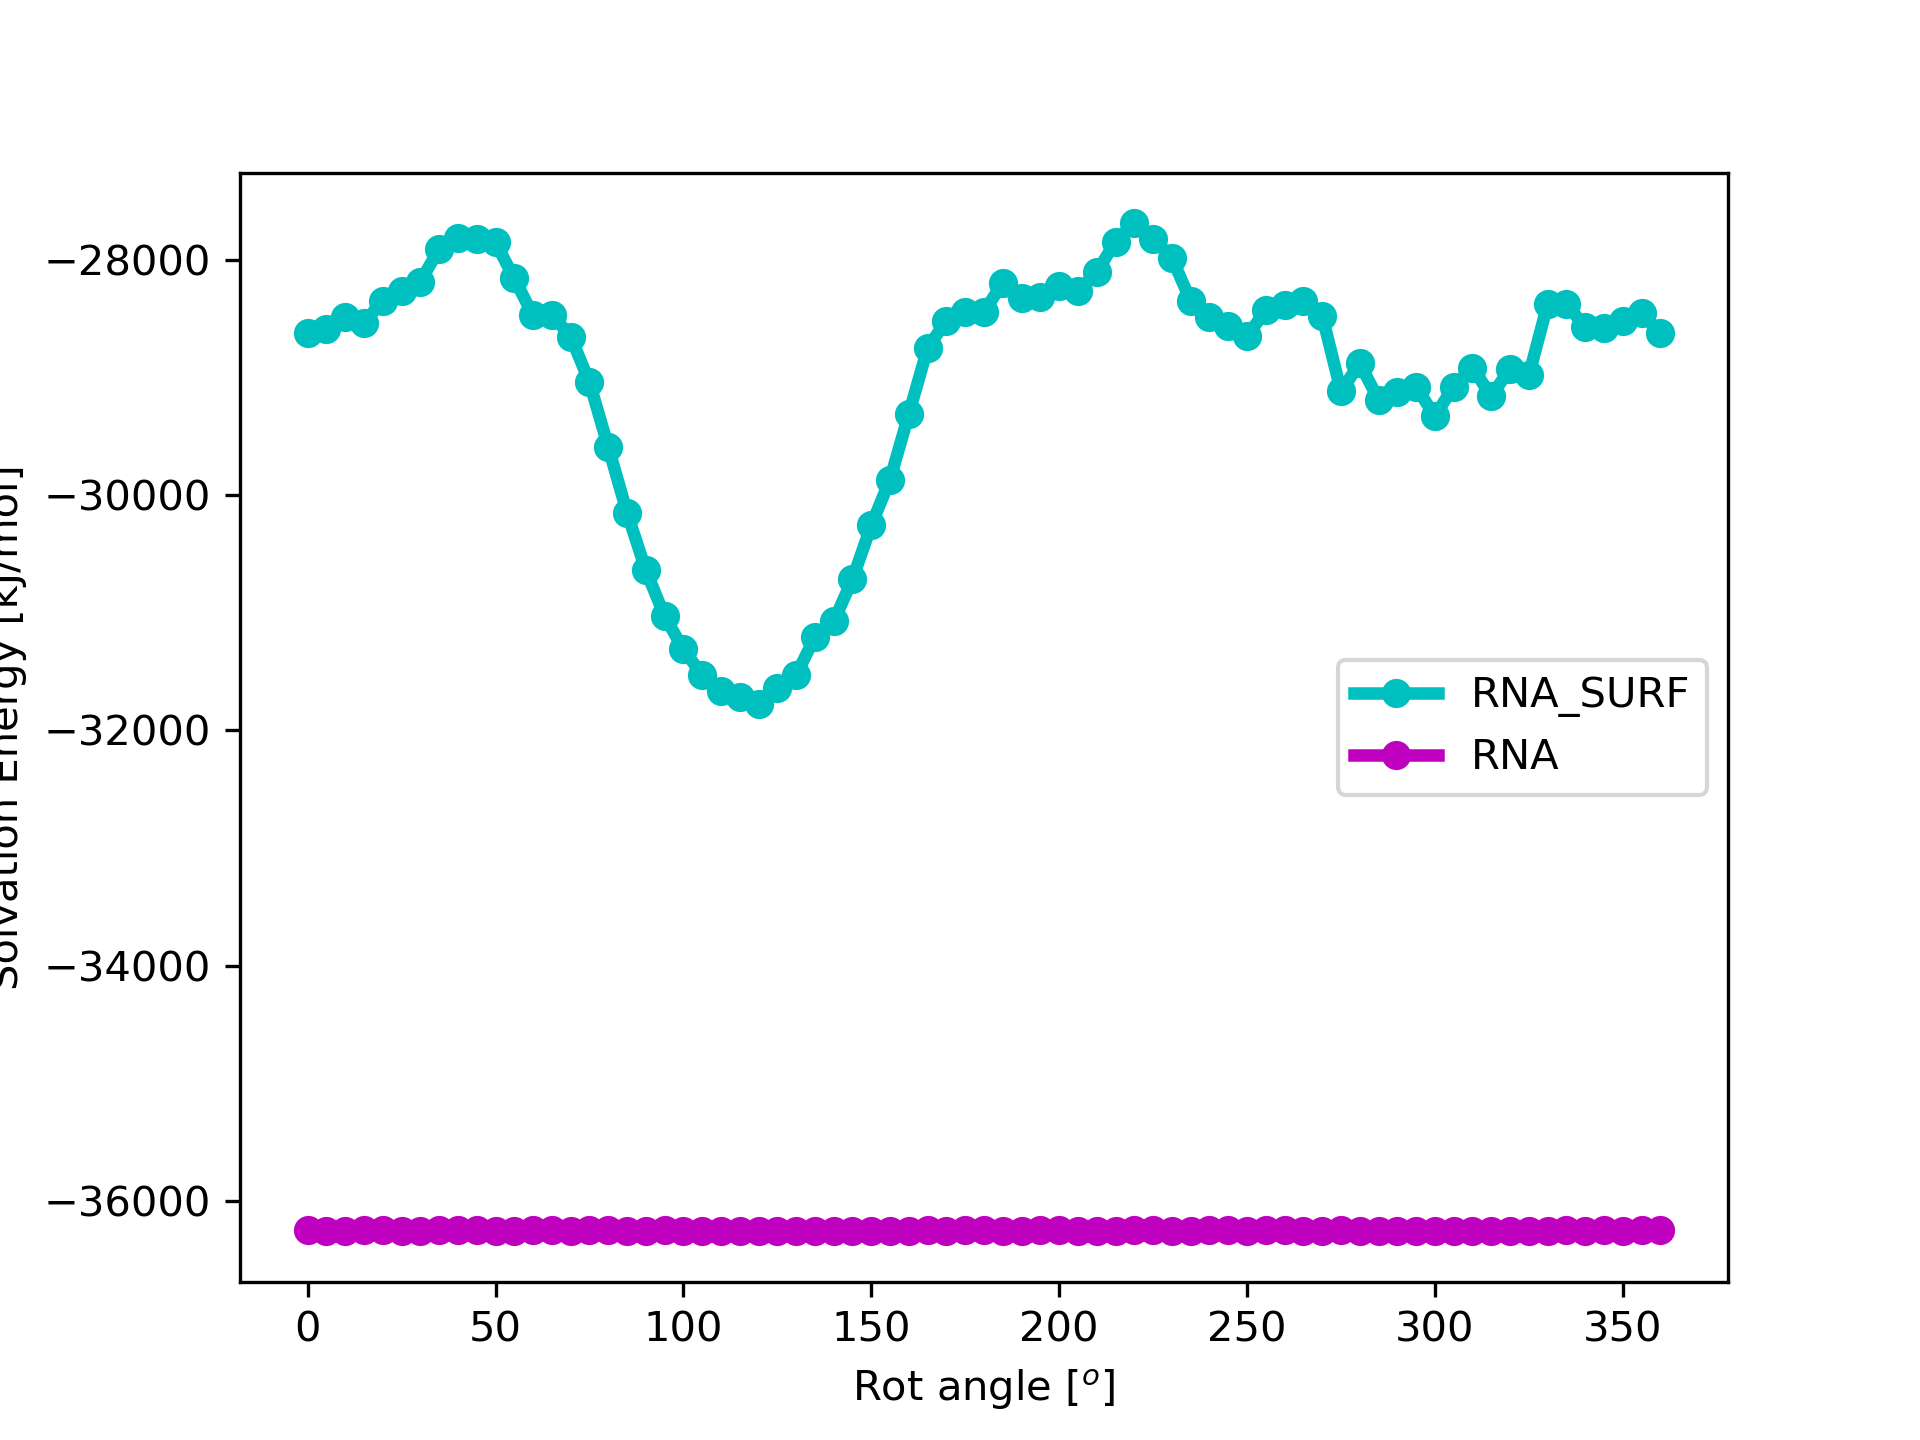 −28000
−30000
−32000
−34000
−36000
Solvation Energy [kJ/mol]
RNA_SURF
RNA
0 50 100 150 200 250 300 350
Rot angle [°]